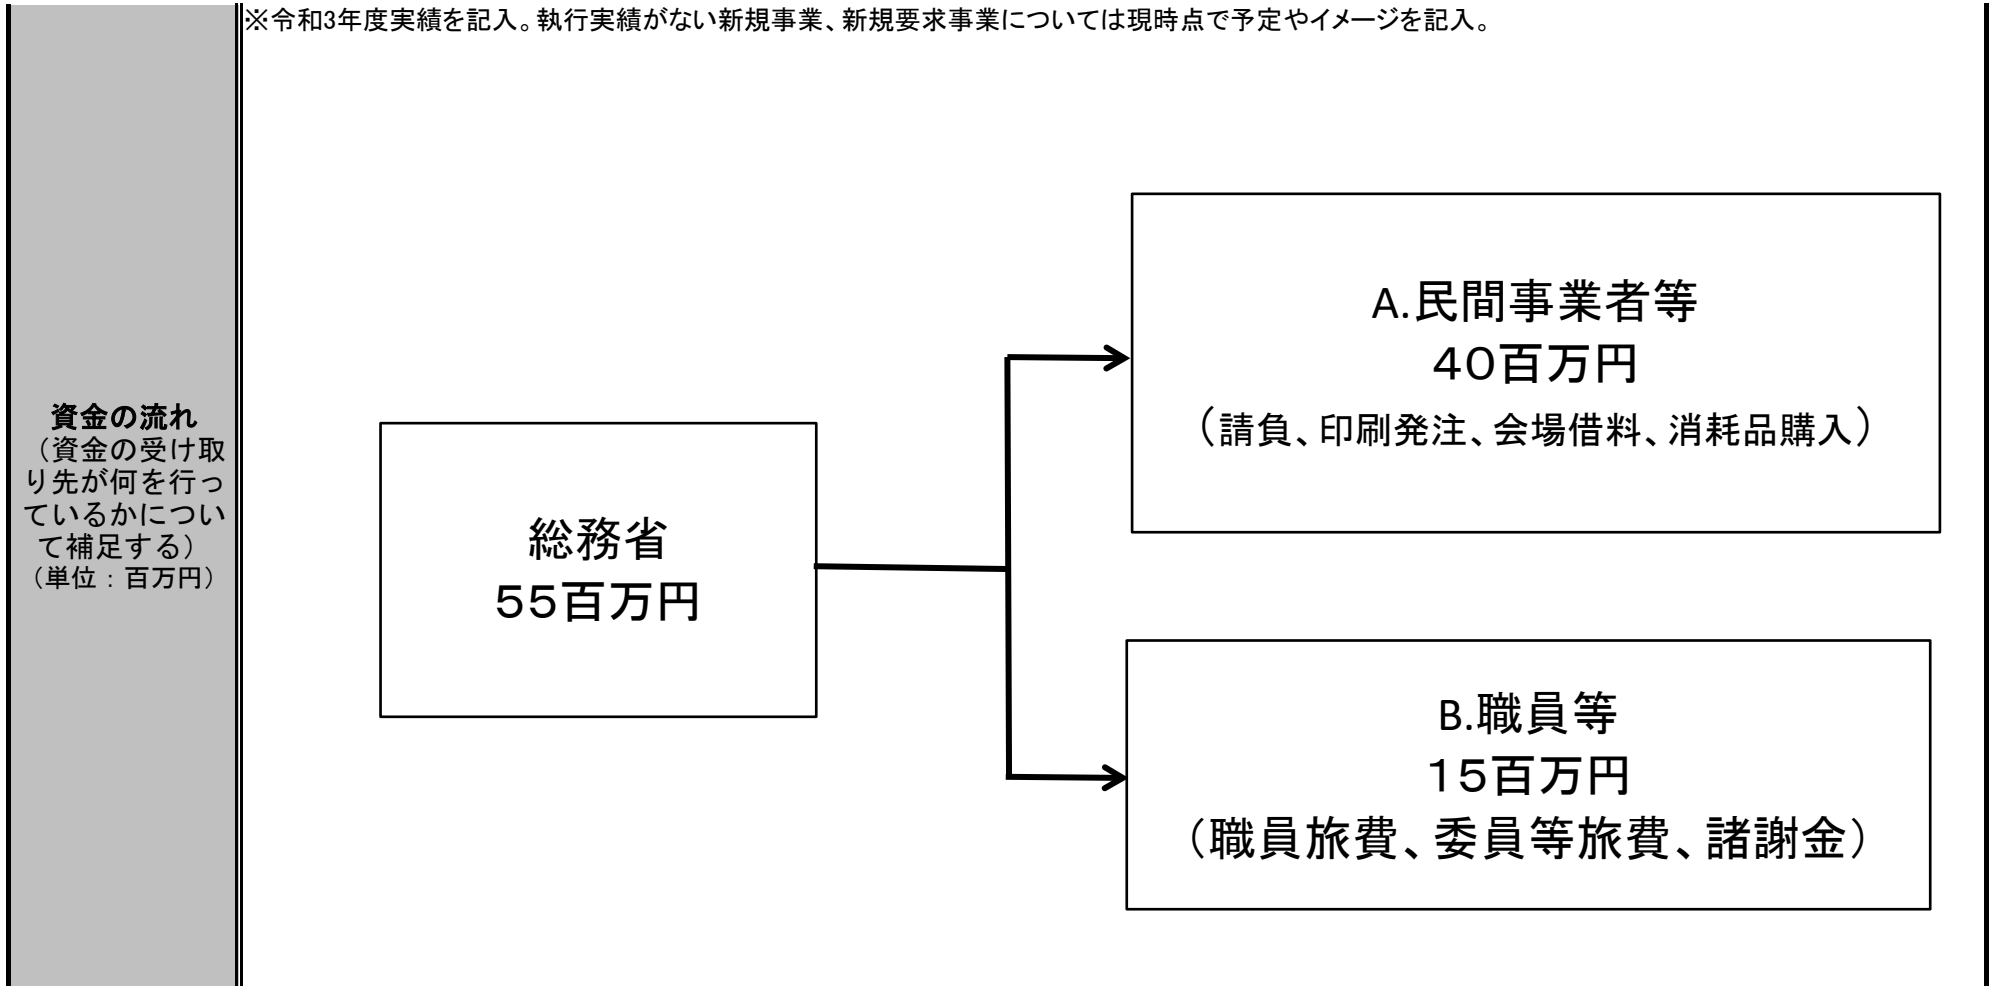 ※令和3年度実績を記入。執行実績がない新規事業、新規要求事業については現時点で予定やイメージを記入。
資金の流れ
（資金の受け取
り先が何を行っ
ているかについ
て補足する）
（単位：百万円）
総務省
５５百万円
A.民間事業者等
４０百万円
（請負、印刷発注、会場借料、消耗品購入）
B.職員等
１５百万円
（職員旅費、委員等旅費、諸謝金）